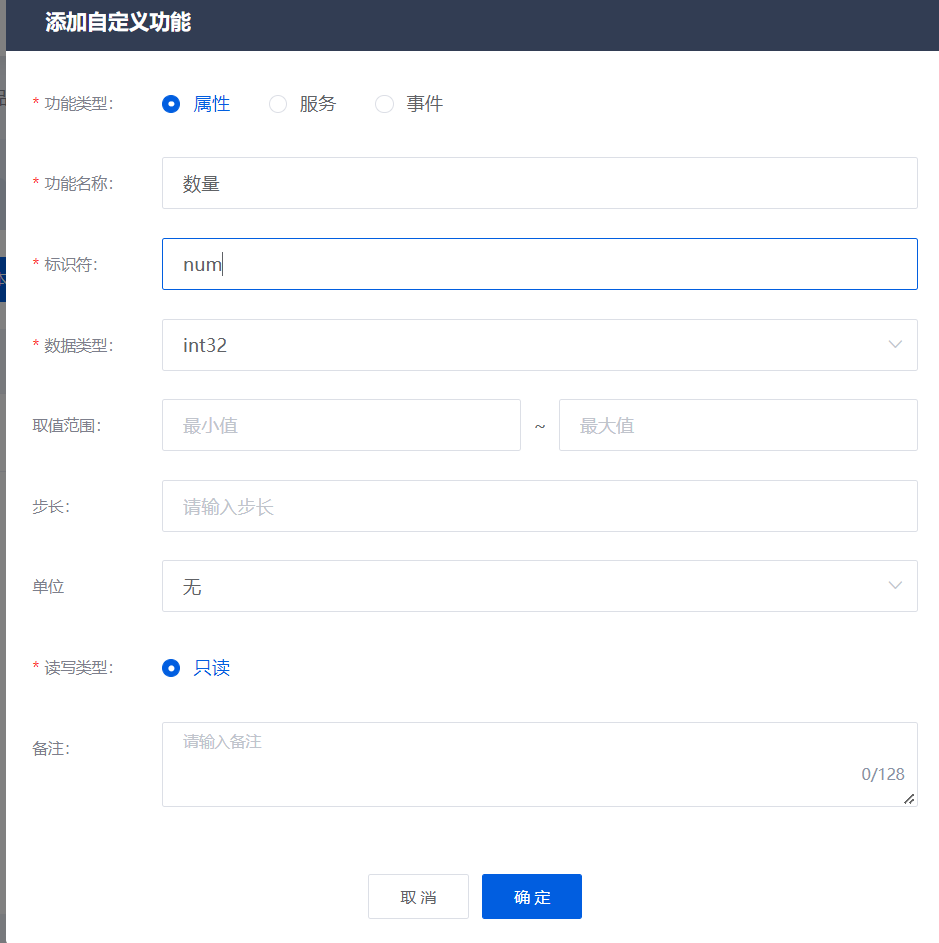 添加自定义功能
* 功能类型: 属性 服务 事件
* 功能名称: 数量
* 标识符: num
* 数据类型: int32
取值范围: 最小值 ~ 最大值
步长: 请输入步长
单位 无
* 读写类型: 只读
备注: 请输入备注
0/128
取 消 确 定